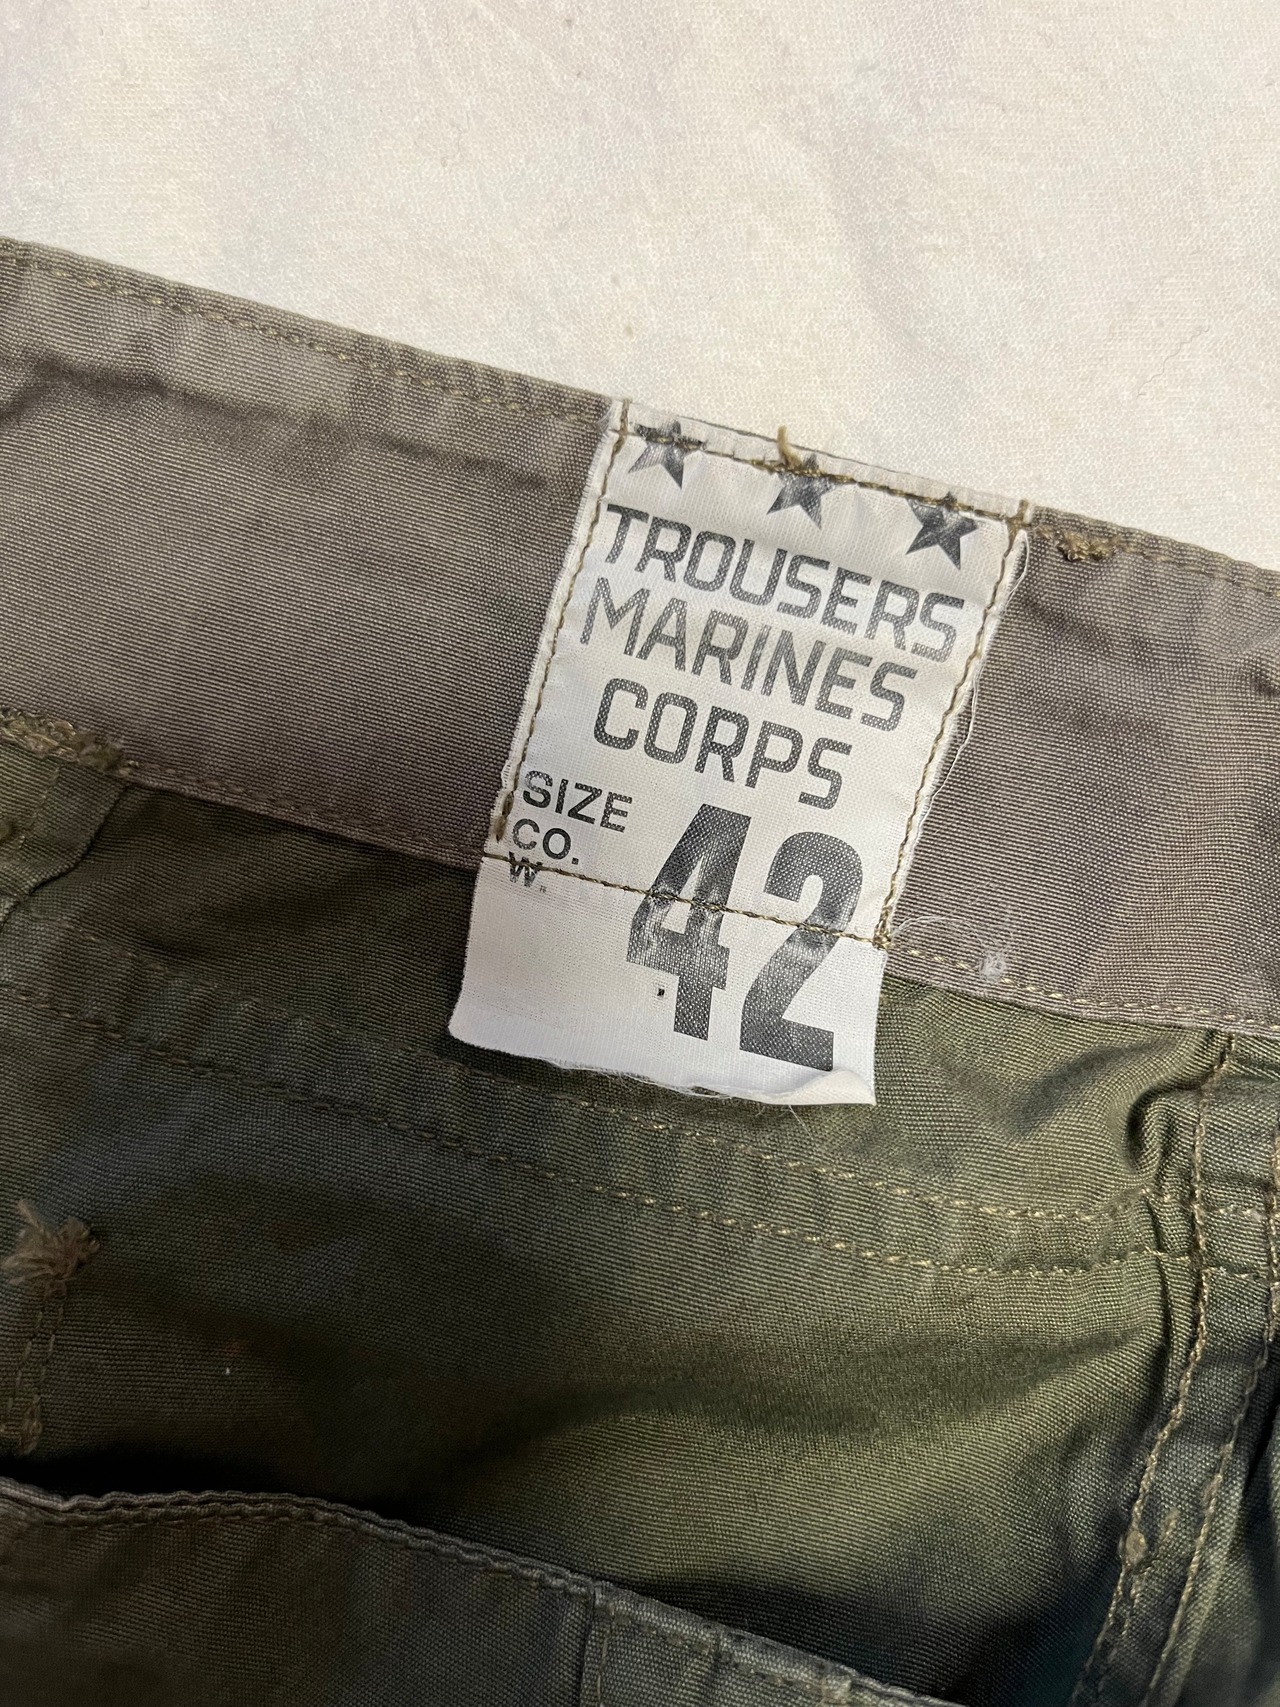 TROUSERS
MARINES
CORPS
SIZE
CO.
W.
42